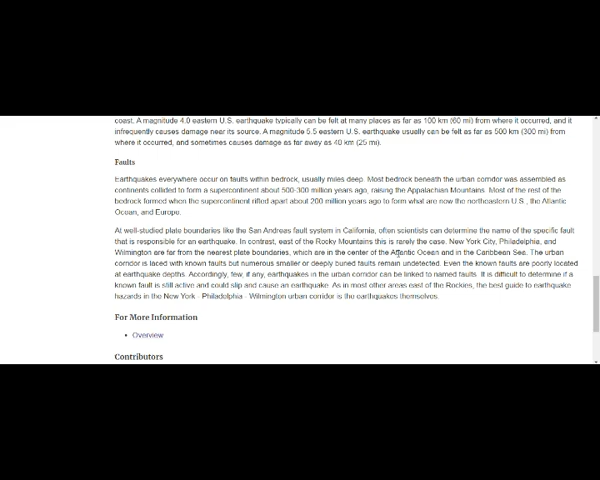 coast. A magnitude 4.0 eastern U.S. earthquake typically can be felt at many places as far as 100 km (60 mi) from where it occurred, and it
infrequently causes damage near its source. A magnitude 5.5 eastern U.S. earthquake usually can be felt as far as 500 km (300 mi) from
where it occurred, and sometimes causes damage as far away as 40 km (25 mi).
Faults
Earthquakes everywhere occur on faults within bedrock, usually miles deep. Most bedrock beneath the urban corridor was assembled as
continents collided to form a supercontinent about 500-300 million years ago, raising the Appalachian Mountains. Most of the rest of the
bedrock formed when the supercontinent rifted apart about 200 million years ago to form what are now the northeastern U.S., the Atlantic
Ocean, and Europe.
At well-studied plate boundaries like the San Andreas fault system in California, often scientists can determine the name of the specific fault
that is responsible for an earthquake. In contrast, east of the Rocky Mountains this is rarely the case. New York City, Philadelphia, and
Wilmington are far from the nearest plate boundaries, which are in the center of the Atlantic Ocean and in the Caribbean Sea. The urban
corridor is laced with known faults but numerous smaller or deeply buried faults remain undetected. Even the known faults are poorly located
at earthquake depths. Accordingly, few, if any, earthquakes in the urban corridor can be linked to named faults. It is difficult to determine if a
known fault is still active and could slip and cause an earthquake. As in most other areas east of the Rockies, the best guide to earthquake
hazards in the New York - Philadelphia - Wilmington urban corridor is the earthquakes themselves.
For More Information
• Overview
Contributors